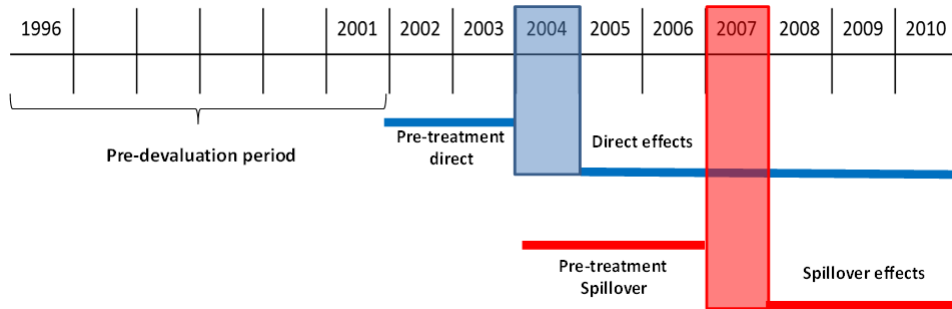 1996 2001 2002 2003 2004 2005 2006 2007 2008 2009 2010
Pre-devaluation period
Pre-treatment
direct
Direct effects
Pre-treatment
Spillover
Spillover effects